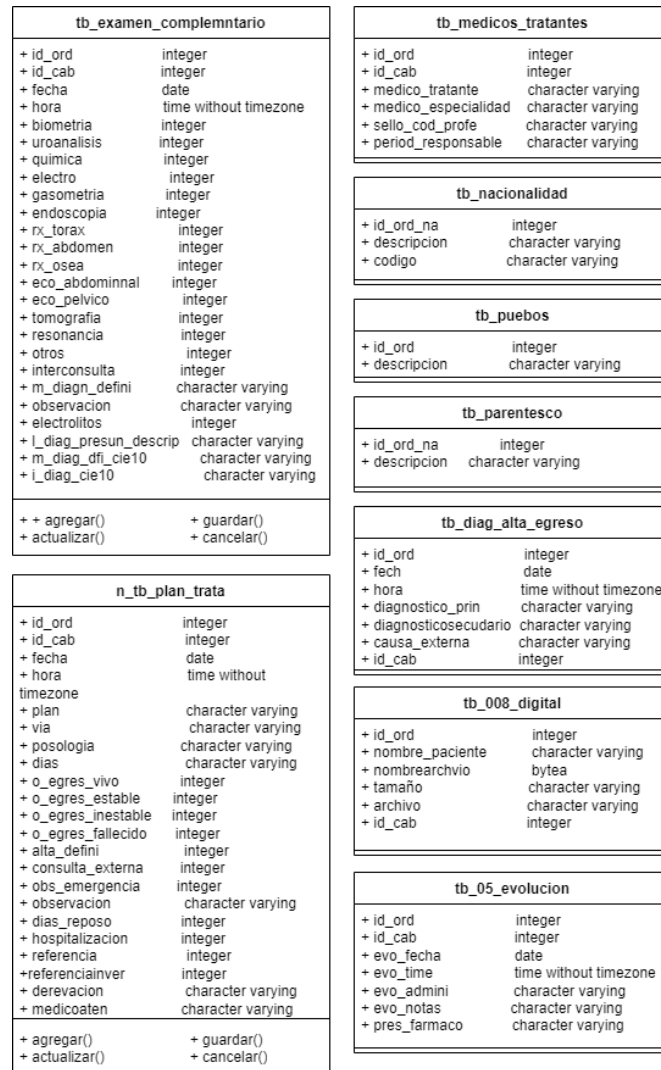 tb_examen_complemntario
+ id_ord integer
+ id_cab integer
+ fecha date
+ hora time without timezone
+ biometria integer
+ uroanalisis integer
+ quimica integer
+ electro integer
+ gasometria integer
+ endoscopia integer
+ rx_torax integer
+ rx_abdomen integer
+ rx_osea integer
+ eco_abdominnal integer
+ eco_pelvico integer
+ tomografia integer
+ resonancia integer
+ otros integer
+ interconsulta integer
+ m_diagn_defini character varying
+ observacion character varying
+ electrolitos integer
+ l_diag_presun_descrip character varying
+ m_diag_dfi_cie10 character varying
+ i_diag_cie10 character varying
+ + agregar() + guardar()
+ actualizar() + cancelar()
n_tb_plan_trata
+ id_ord integer
+ id_cab integer
+ fecha date
+ hora time without
timezone
+ plan character varying
+ via character varying
+ posologia character varying
+ dias character varying
+ o_egres_vivo integer
+ o_egres_estable integer
+ o_egres_inestable integer
+ o_egres_fallecido integer
+ alta_defini integer
+ consulta_externa integer
+ obs_emergencia integer
+ observacion character varying
+ dias_reposo integer
+ hospitalizacion integer
+ referencia integer
+referenciainver integer
+ derevacion character varying
+ medicoaten character varying
+ agregar() + guardar()
+ actualizar() + cancelar()
tb_medicos_tratantes
+ id_ord integer
+ id_cab integer
+ medico_tratante character varying
+ medico_especialidad character varying
+ sello_cod_profe character varying
+ period_responsable character varying
tb_nacionalidad
+ id_ord_na integer
+ descripcion character varying
+ codigo character varying
tb_puebos
+ id_ord integer
+ descripcion character varying
tb_parentesco
+ id_ord_na integer
+ descripcion character varying
tb_diag_alta_egreso
+ id_ord integer
+ fech date
+ hora time without timezone
+ diagnostico_prin character varying
+ diagnosticosecudario character varying
+ causa_externa character varying
+ id_cab integer
tb_008_digital
+ id_ord integer
+ nombre_paciente character varying
+ nombrearchvio bytea
+ tamaño character varying
+ archivo character varying
+ id_cab integer
tb_05_evolucion
+ id_ord integer
+ id_cab integer
+ evo_fecha date
+ evo_time time without timezone
+ evo_admini character varying
+ evo_notas character varying
+ pres_farmaco character varying